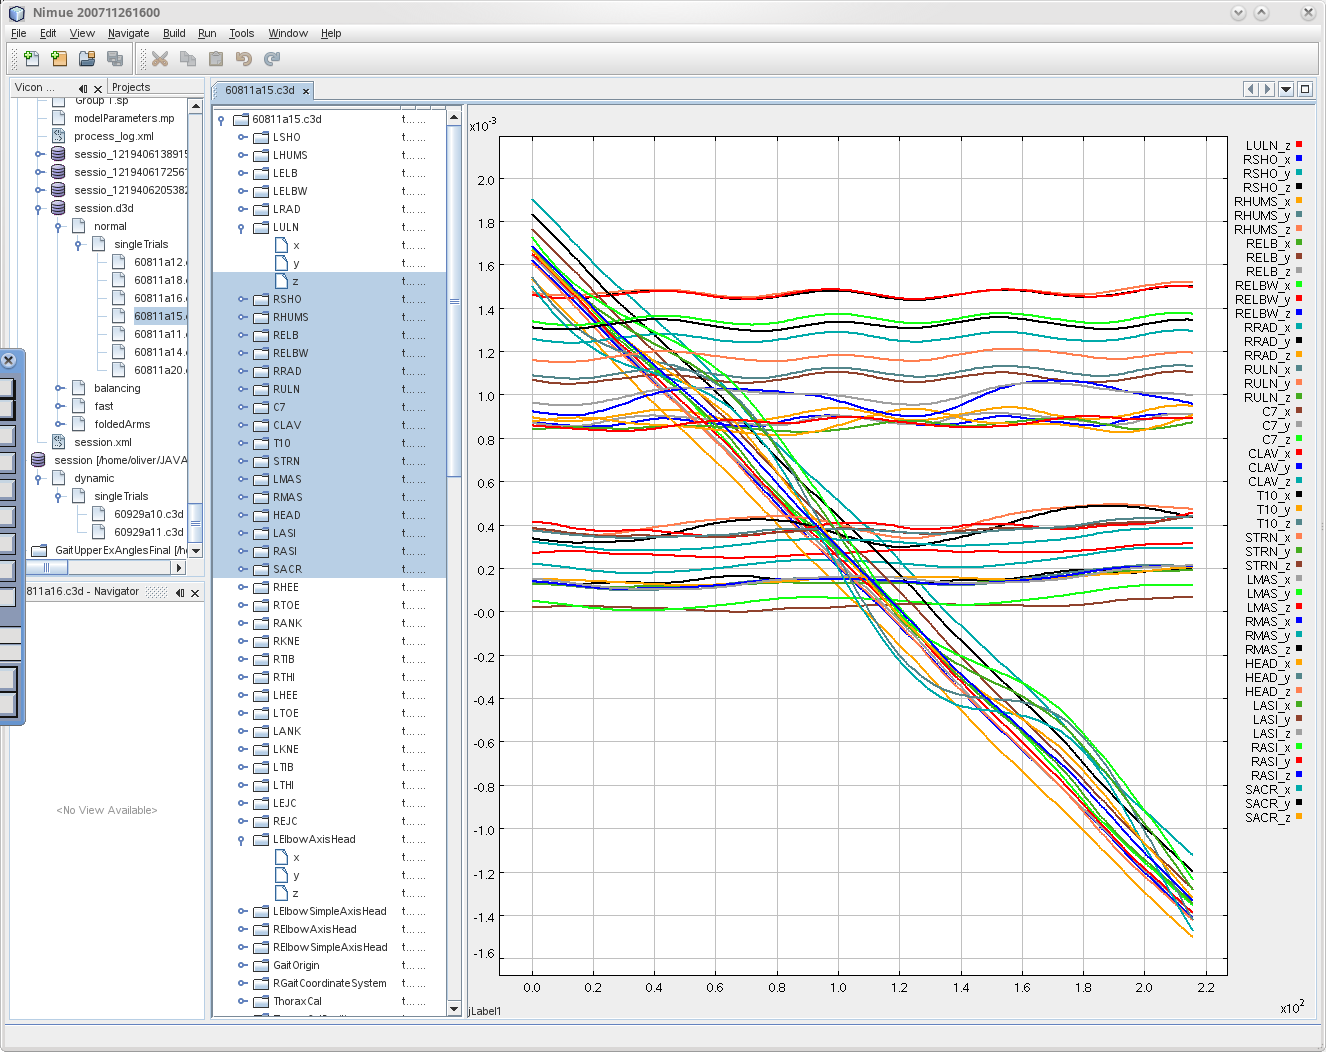 Nimue 200711261600
File Edit View Navigate Build Run Tools Window Help
Vicon ...
Projects
Group 1.sp
modelParameters.mp
process_log.xml
sessio_1219406138915
sessio_121940617256
sessio_1219406205382
session.d3d
normal
singleTrials
60811a12.
60811a18.
60811a16.
60811a15.
60811a11.
60811a14.
60811a20.
balancing
fast
foldedArms
session.xml
session [/home/oliver/JAVA
dynamic
singleTrials
60929a10.c3d
60929a11.c3d
GaitUpperExAnglesFinal [/h
811a16.c3d - Navigator
<No View Available>
60811a15.c3d
60811a15.c3d t... ...
LSHO t... ...
LHUMS t... ...
LELB t... ...
LELBW t... ...
LRAD t... ...
LULN t... ...
x t... ...
y t... ...
z t... ...
RSHO t... ...
RHUMS t... ...
RELB t... ...
RELBW t... ...
RRAD t... ...
RULN t... ...
C7 t... ...
CLAV t... ...
T10 t... ...
STRN t... ...
LMAS t... ...
RMAS t... ...
HEAD t... ...
LASI t... ...
RASI t... ...
SACR t... ...
RHEE t... ...
RTOE t... ...
RANK t... ...
RKNE t... ...
RTIB t... ...
RTHI t... ...
LHEE t... ...
LTOE t... ...
LANK t... ...
LKNE t... ...
LTIB t... ...
LTHI t... ...
LEJC t... ...
REJC t... ...
LElbowAxisHead t... ...
x t... ...
y t... ...
z t... ...
LElbowSimpleAxisHead t... ...
RElbowAxisHead t... ...
RElbowSimpleAxisHead t... ...
GaitOrigin t... ...
RGaitCoordinateSystem t... ...
ThoraxCal t... ...
x10⁻³
2.0
1.8
1.6
1.4
1.2
1.0
0.8
0.6
0.4
0.2
-0.0
-0.2
-0.4
-0.6
-0.8
-1.0
-1.2
-1.4
-1.6
0.0 0.2 0.4 0.6 0.8 1.0 1.2 1.4 1.6 1.8 2.0 2.2
x10²
jLabel1
LULN_z
RSHO_x
RSHO_y
RSHO_z
RHUMS_x
RHUMS_y
RHUMS_z
RELB_x
RELB_y
RELB_z
RELBW_x
RELBW_y
RELBW_z
RRAD_x
RRAD_y
RRAD_z
RULN_x
RULN_y
RULN_z
C7_x
C7_y
C7_z
CLAV_x
CLAV_y
CLAV_z
T10_x
T10_y
T10_z
STRN_x
STRN_y
STRN_z
LMAS_x
LMAS_y
LMAS_z
RMAS_x
RMAS_y
RMAS_z
HEAD_x
HEAD_y
HEAD_z
LASI_x
LASI_y
LASI_z
RASI_x
RASI_y
RASI_z
SACR_x
SACR_y
SACR_z